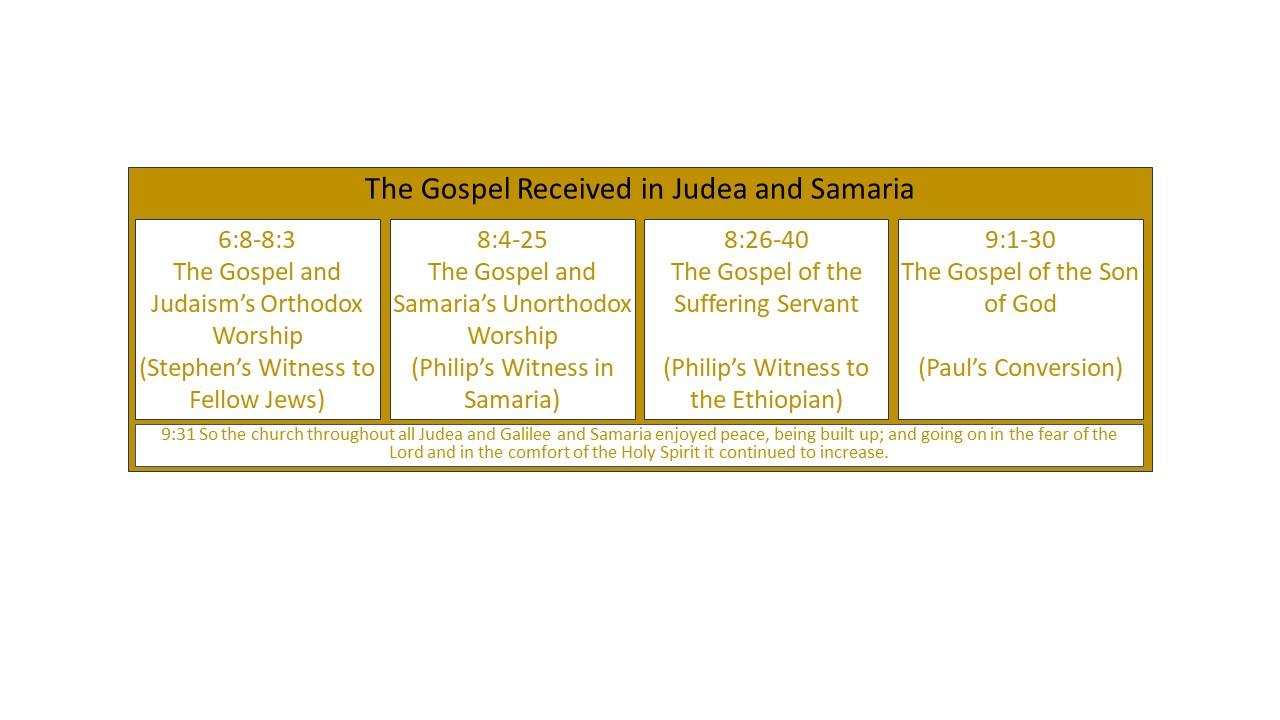 The Gospel Received in Judea and Samaria
6:8-8:3
The Gospel and
Judaism’s Orthodox
Worship
(Stephen’s Witness to
Fellow Jews)
8:4-25
The Gospel and
Samaria’s Unorthodox
Worship
(Philip’s Witness in
Samaria)
8:26-40
The Gospel of the
Suffering Servant
(Philip’s Witness to
the Ethiopian)
9:1-30
The Gospel of the Son
of God
(Paul’s Conversion)
9:31 So the church throughout all Judea and Galilee and Samaria enjoyed peace, being built up; and going on in the fear of the
Lord and in the comfort of the Holy Spirit it continued to increase.